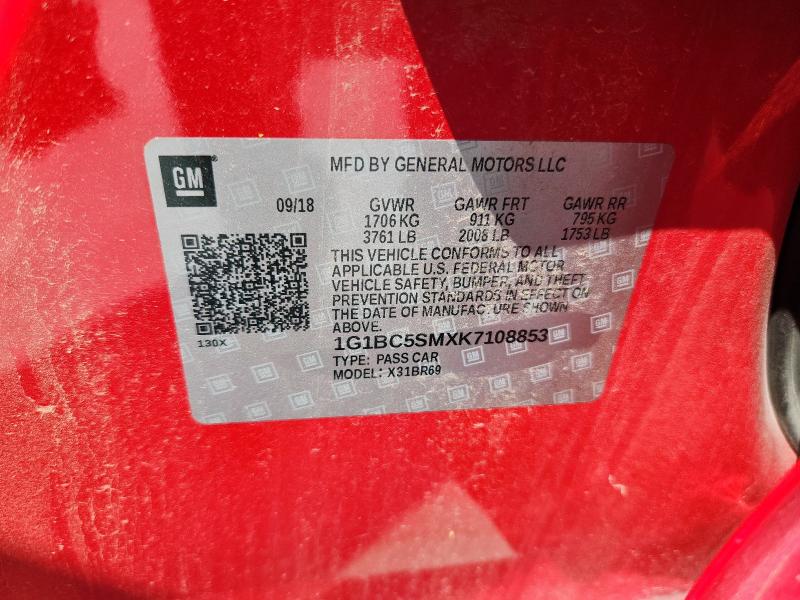 GM
MFD BY GENERAL MOTORS LLC
09/18 GVWR GAWR FRT GAWR RR
1706 KG 911 KG 795 KG
3761 LB 2008 LB 1753 LB
THIS VEHICLE CONFORMS TO ALL
APPLICABLE U.S. FEDERAL MOTOR
VEHICLE SAFETY, BUMPER, AND THEFT
PREVENTION STANDARDS IN EFFECT ON
THE DATE OF MANUFACTURE SHOWN
ABOVE.
130X
1G1BC5SMXK7108853
TYPE: PASS CAR
MODEL: X31BR69